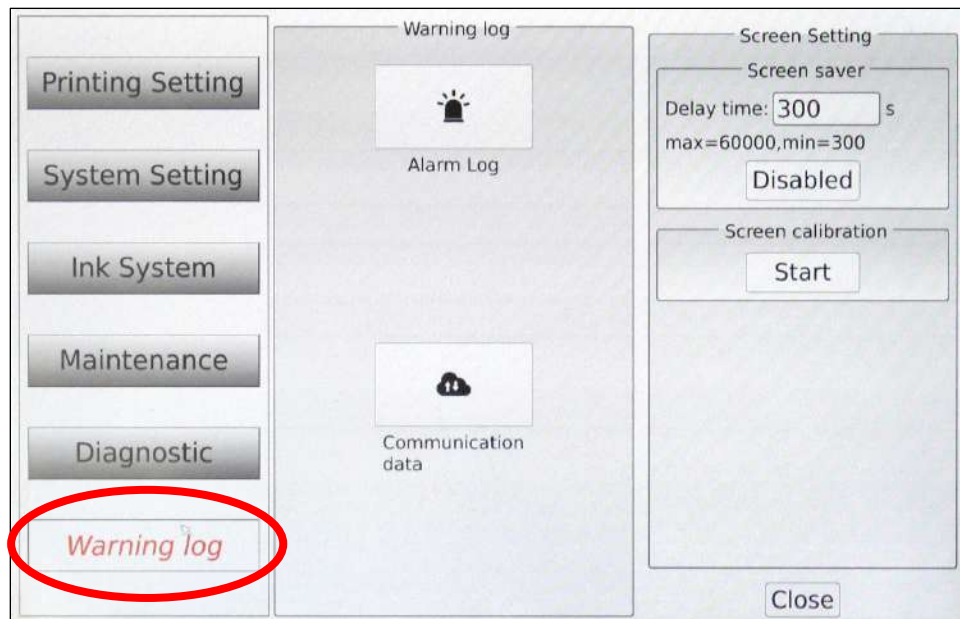 Printing Setting
System Setting
Ink System
Maintenance
Diagnostic
Warning log
Warning log
Alarm Log
Communication
data
Screen Setting
Screen saver
Delay time: 300 s
max=60000,min=300
Disabled
Screen calibration
Start
Close